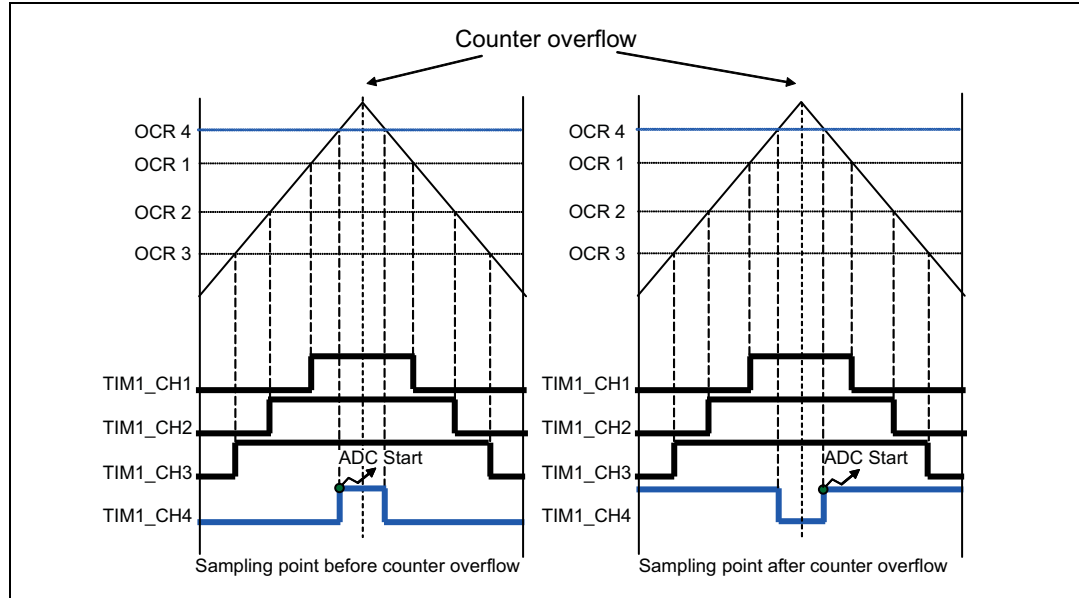 Counter overflow
OCR 4
OCR 1
OCR 2
OCR 3
TIM1_CH1
TIM1_CH2
TIM1_CH3
ADC Start
TIM1_CH4
Sampling point before counter overflow
OCR 4
OCR 1
OCR 2
OCR 3
TIM1_CH1
TIM1_CH2
TIM1_CH3
ADC Start
TIM1_CH4
Sampling point after counter overflow